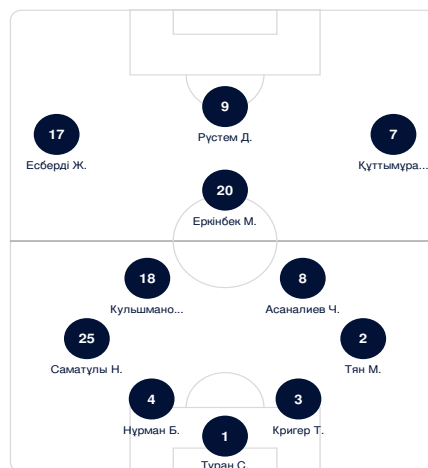 9
Рүстем Д.
17
Есберді Ж.
7
Құттымұра...
20
Еркінбек М.
18
Кульшмано...
8
Асаналиев Ч.
25
Саматұлы Н.
2
Тян М.
4
Нұрман Б.
3
Кригер Т.
1
Туран С.